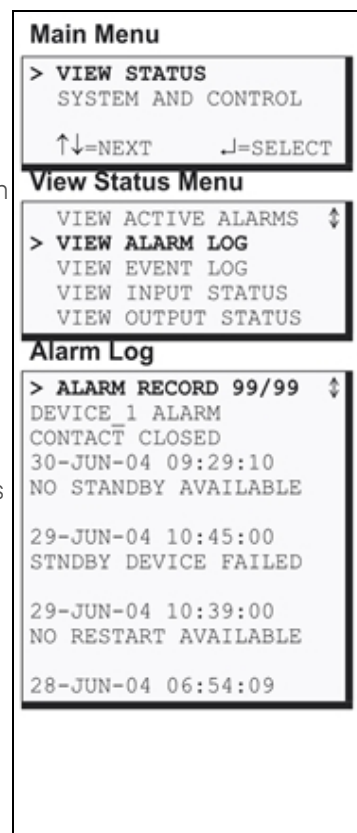 Main Menu
> VIEW STATUS
SYSTEM AND CONTROL
↑↓=NEXT ↵=SELECT
View Status Menu
VIEW ACTIVE ALARMS ↕
> VIEW ALARM LOG
VIEW EVENT LOG
VIEW INPUT STATUS
VIEW OUTPUT STATUS
Alarm Log
> ALARM RECORD 99/99 ↕
DEVICE_1 ALARM
CONTACT CLOSED
30-JUN-04 09:29:10
NO STANDBY AVAILABLE
29-JUN-04 10:45:00
STNDBY DEVICE FAILED
29-JUN-04 10:39:00
NO RESTART AVAILABLE
28-JUN-04 06:54:09